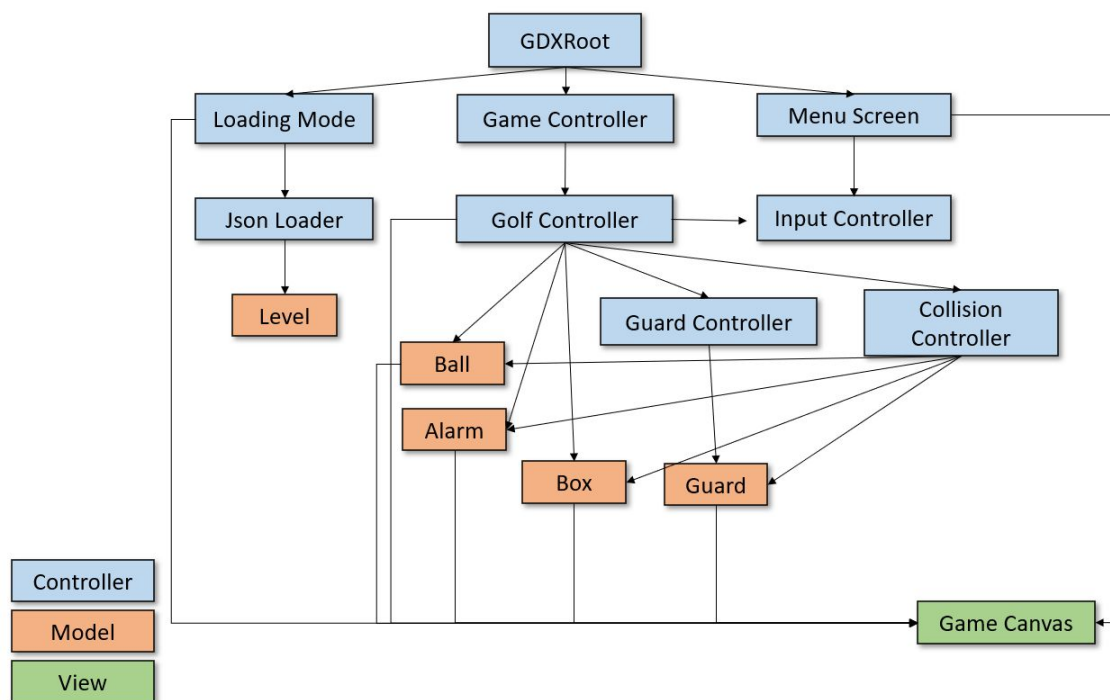 GDXRoot
Loading Mode
Game Controller
Menu Screen
Json Loader
Golf Controller
Input Controller
Level
Guard Controller
Collision
Controller
Ball
Alarm
Box
Guard
Controller
Model
View
Game Canvas